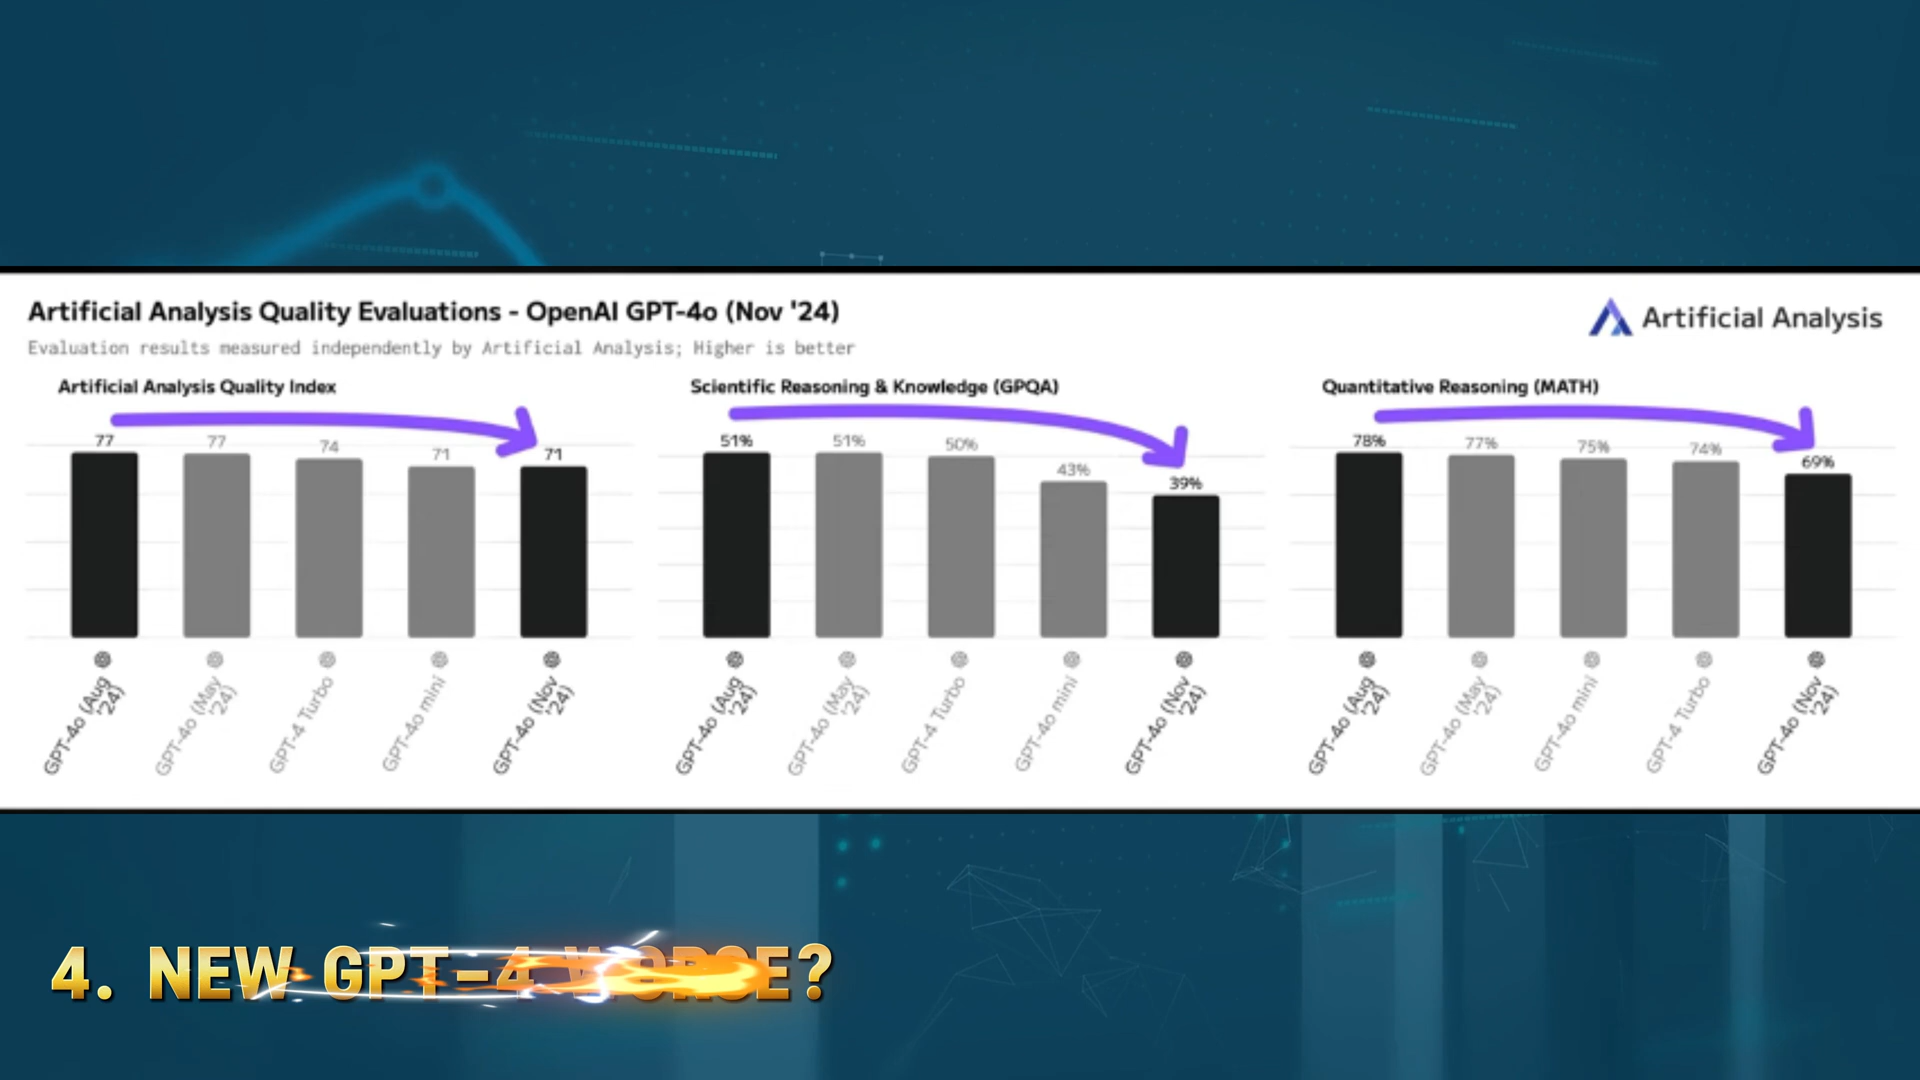 Artificial Analysis Quality Evaluations - OpenAI GPT-4o (Nov '24)
Artificial Analysis
Evaluation results measured independently by Artificial Analysis; Higher is better
Artificial Analysis Quality Index
77
77
74
71
71
GPT-4o (Aug
'24)
GPT-4o (May
'24)
GPT-4 Turbo
GPT-4o mini
GPT-4o (Nov
'24)
Scientific Reasoning & Knowledge (GPQA)
51%
51%
50%
43%
39%
GPT-4o (Aug
'24)
GPT-4o (May
'24)
GPT-4 Turbo
GPT-4o mini
GPT-4o (Nov
'24)
Quantitative Reasoning (MATH)
78%
77%
75%
74%
69%
GPT-4o (Aug
'24)
GPT-4o (May
'24)
GPT-4o mini
GPT-4 Turbo
GPT-4o (Nov
'24)
4. NEW GPT-4 WORSE?